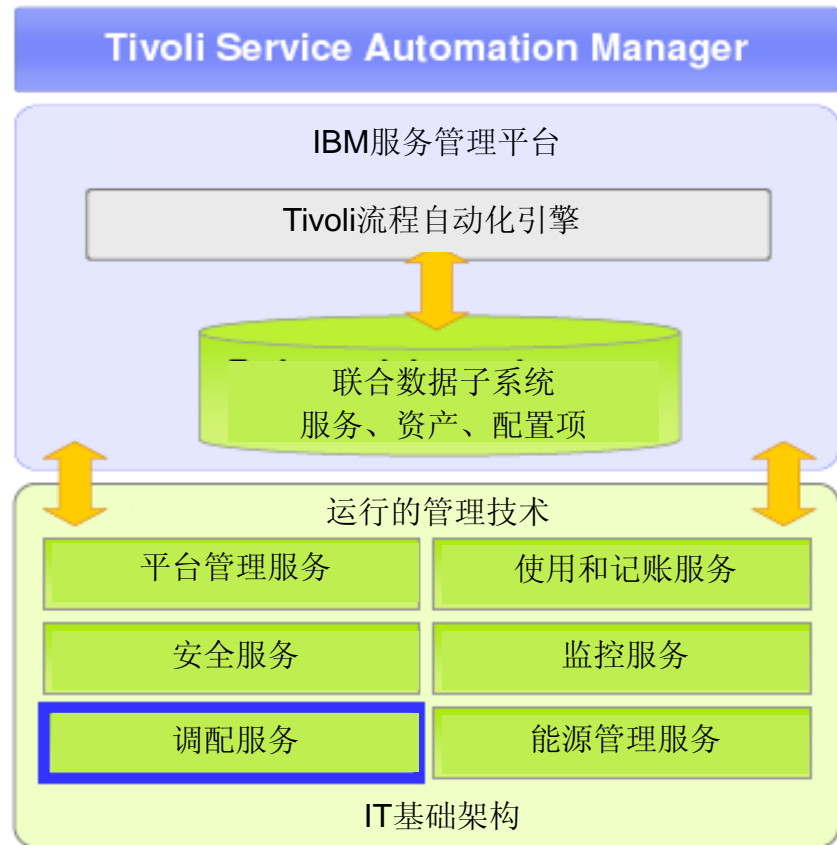 Tivoli Service Automation Manager
IBM服务管理平台
Tivoli流程自动化引擎
联合数据子系统
服务、资产、配置项
运行的管理技术
平台管理服务
使用和记账服务
安全服务
监控服务
调配服务
能源管理服务
IT基础架构